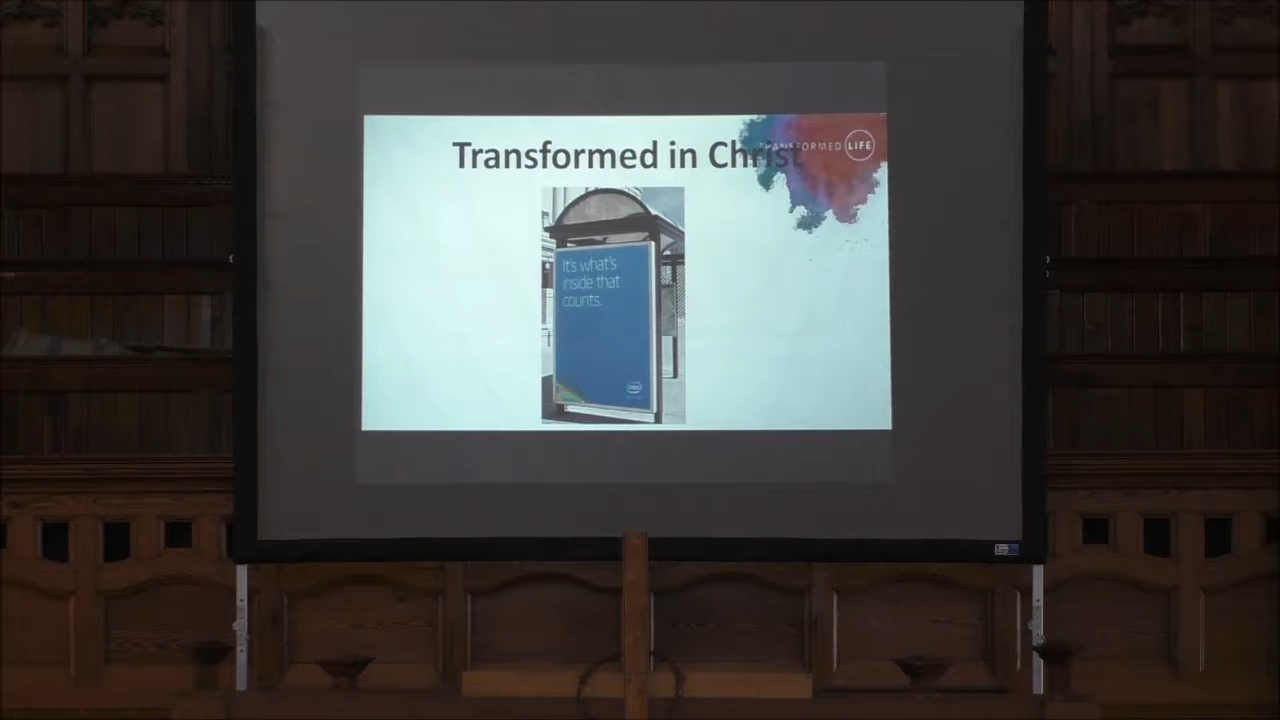 Transformed in Christ
TRANSFORMED LIFE
It's what's
inside that
counts.